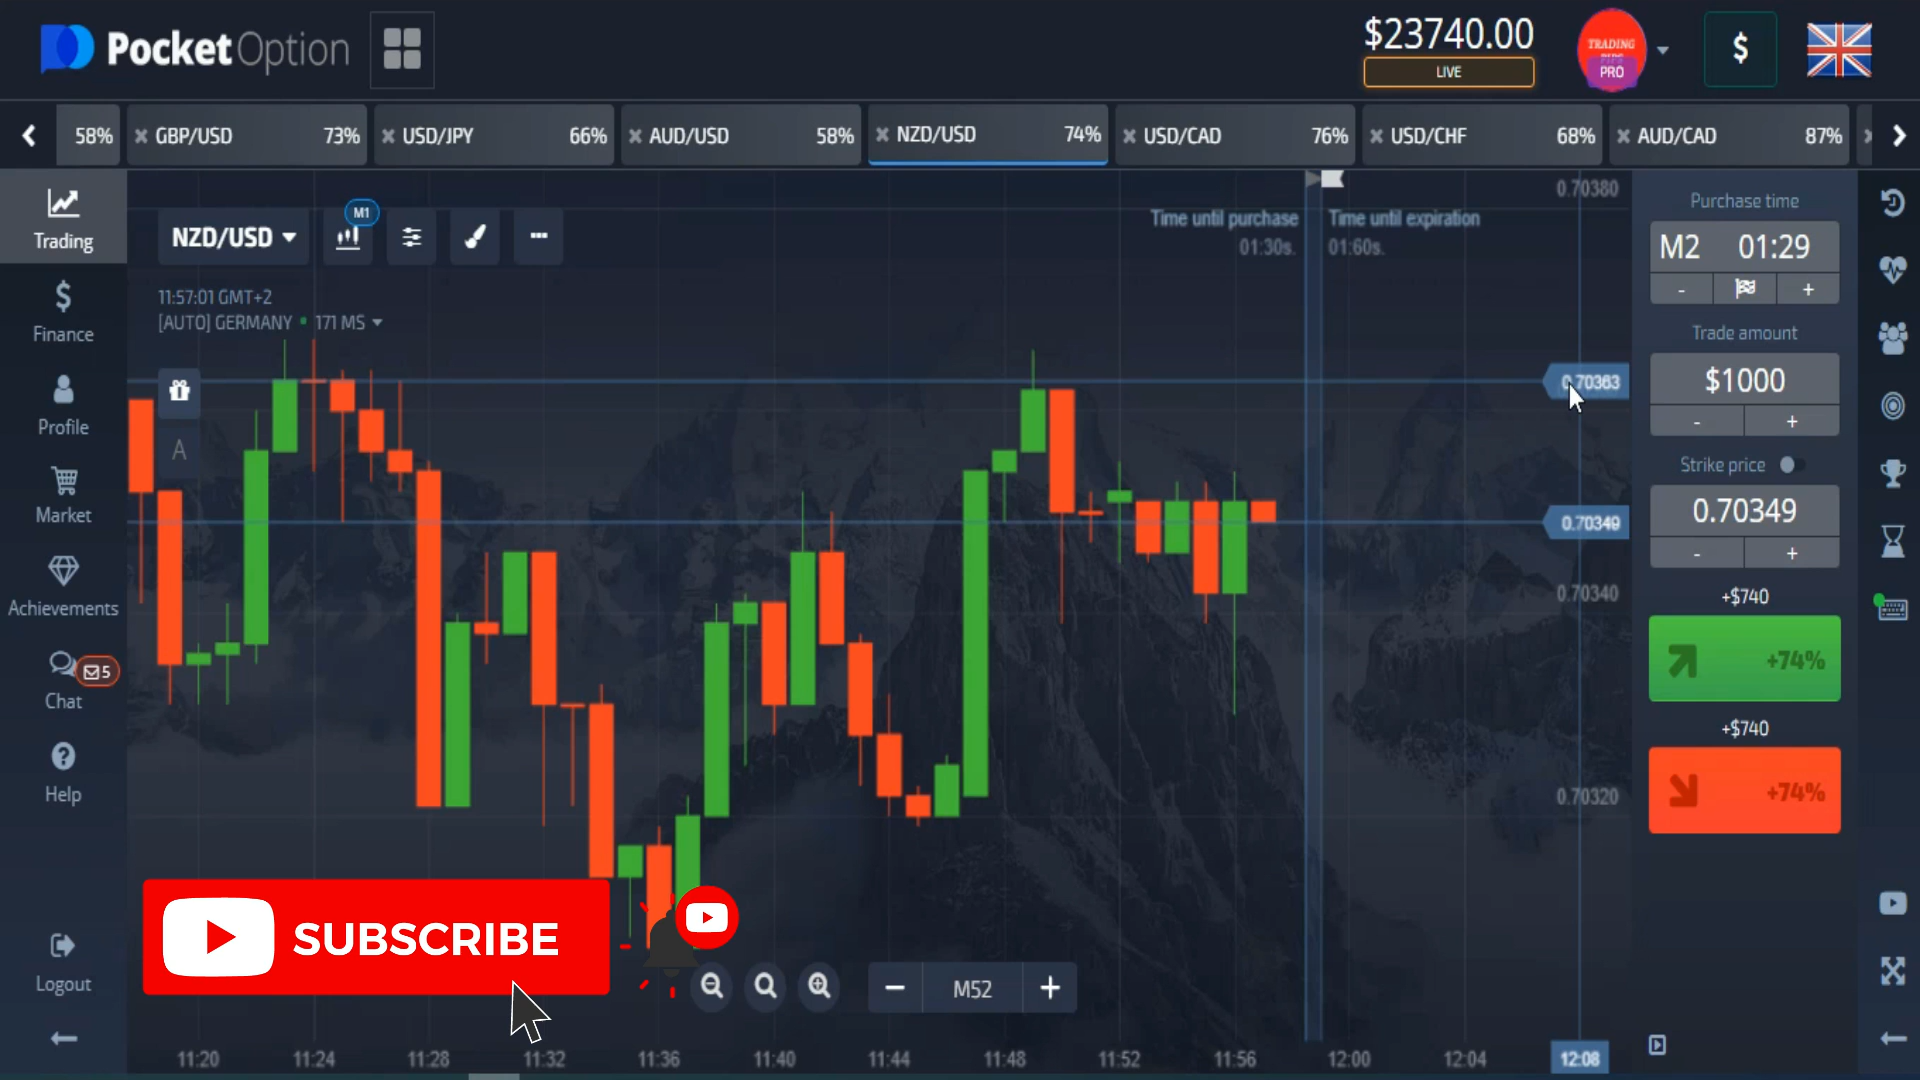 PocketOption
$23740.00
LIVE
TRADING
PIPS
PRO
$
58%
GBP/USD 73%
USD/JPY 66%
AUD/USD 58%
NZD/USD 74%
USD/CAD 76%
USD/CHF 68%
AUD/CAD 87%
Trading
Finance
Profile
Market
Achievements
5
Chat
Help
Logout
NZD/USD
M1
11:57:01 GMT+2
[AUTO] GERMANY • 171 MS
A
Time until purchase
01:30s.
Time until expiration
01:60s.
0.70380
0.70363
0.70349
0.70340
0.70320
Purchase time
M2 01:29
- +
Trade amount
$1000
- +
Strike price
0.70349
- +
+$740
+74%
+$740
+74%
SUBSCRIBE
M52
11:20 11:24 11:28 11:32 11:36 11:40 11:44 11:48 11:52 11:56 12:00 12:04 12:08